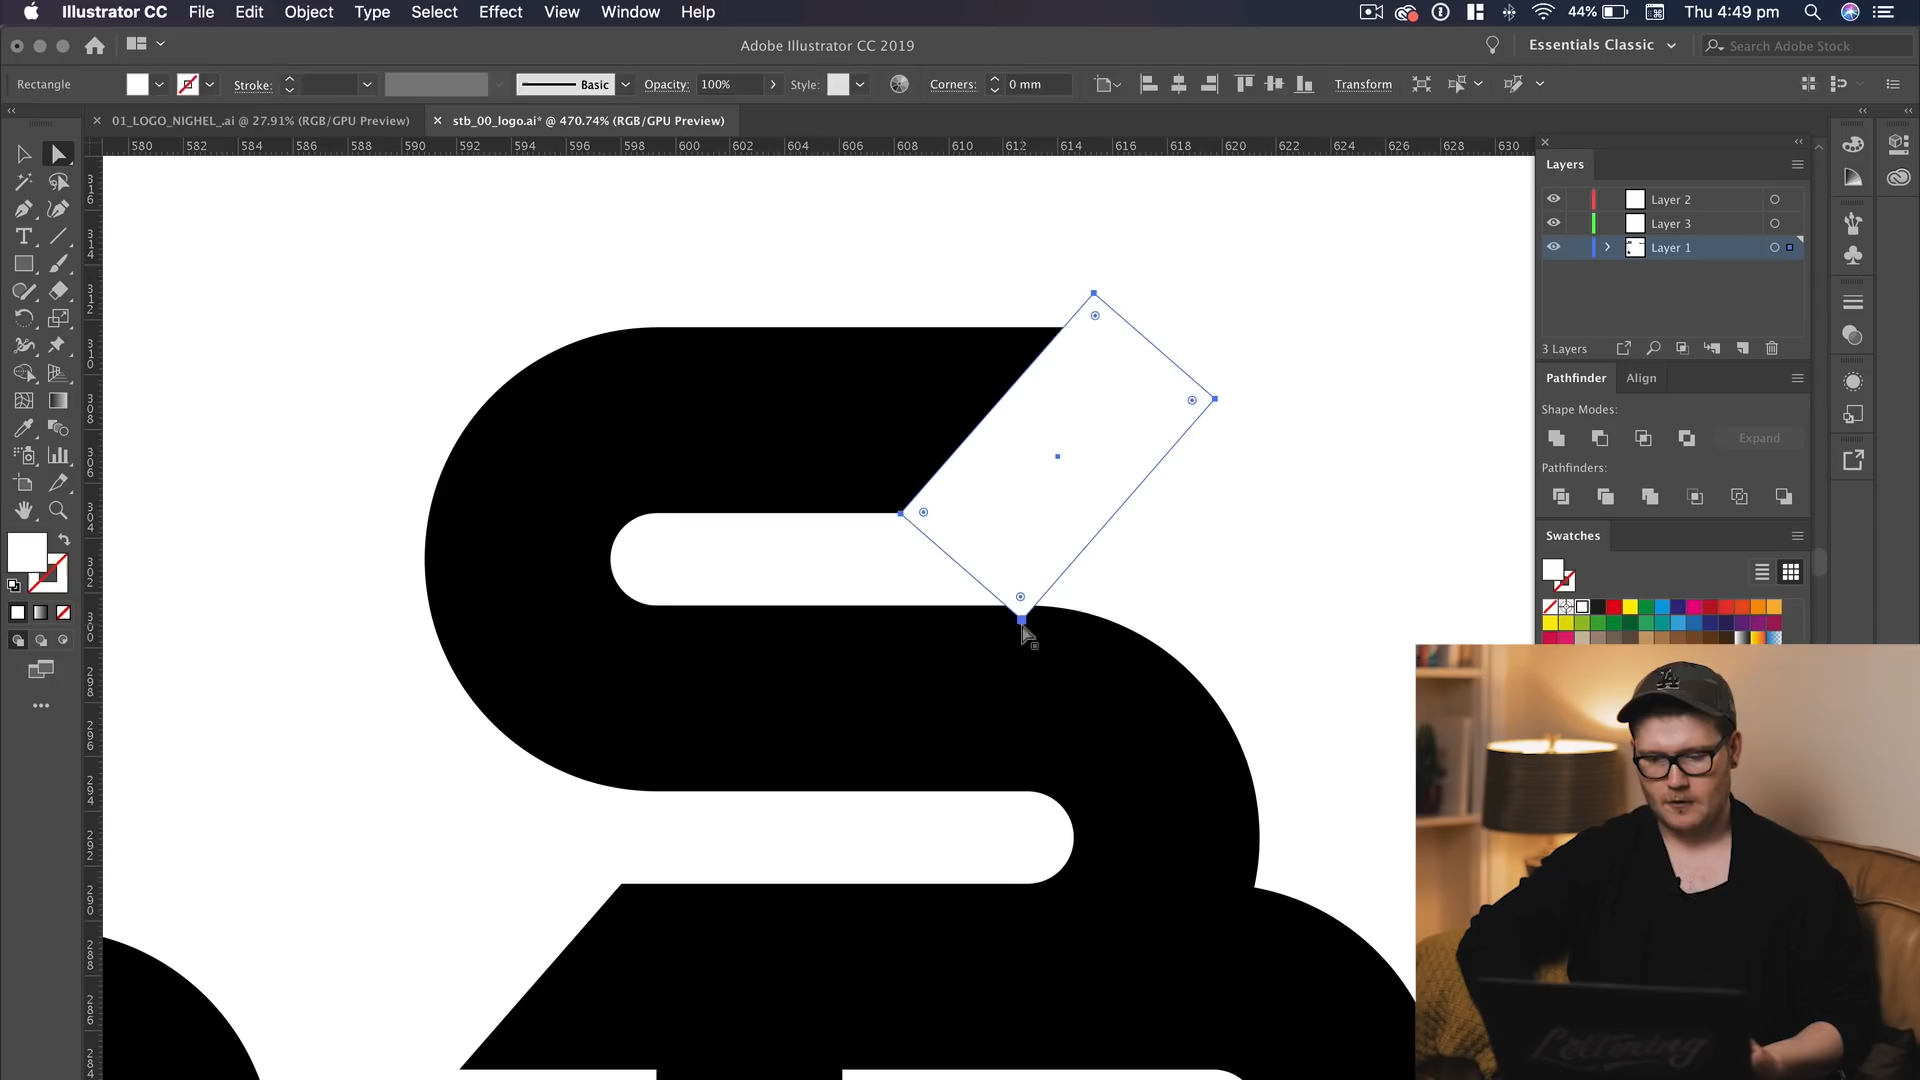 Illustrator CC File Edit Object Type Select Effect View Window Help 44% Thu 4:49 pm
Adobe Illustrator CC 2019 Essentials Classic Search Adobe Stock
Rectangle Stroke: Basic Opacity: 100% Style: Corners: 0 mm Transform
01_LOGO_NIGHEL_.ai @ 27.91% (RGB/GPU Preview) stb_00_logo.ai* @ 470.74% (RGB/GPU Preview)
580 582 584 586 588 590 592 594 596 598 600 602 604 606 608 610 612 614 616 618 620 622 624 626 628 630
316
314
312
310
308
306
304
302
300
298
296
294
292
290
288
286
284
Layers
Layer 2
Layer 3
Layer 1
3 Layers
Pathfinder Align
Shape Modes:
Expand
Pathfinders:
Swatches
LA
Lettering